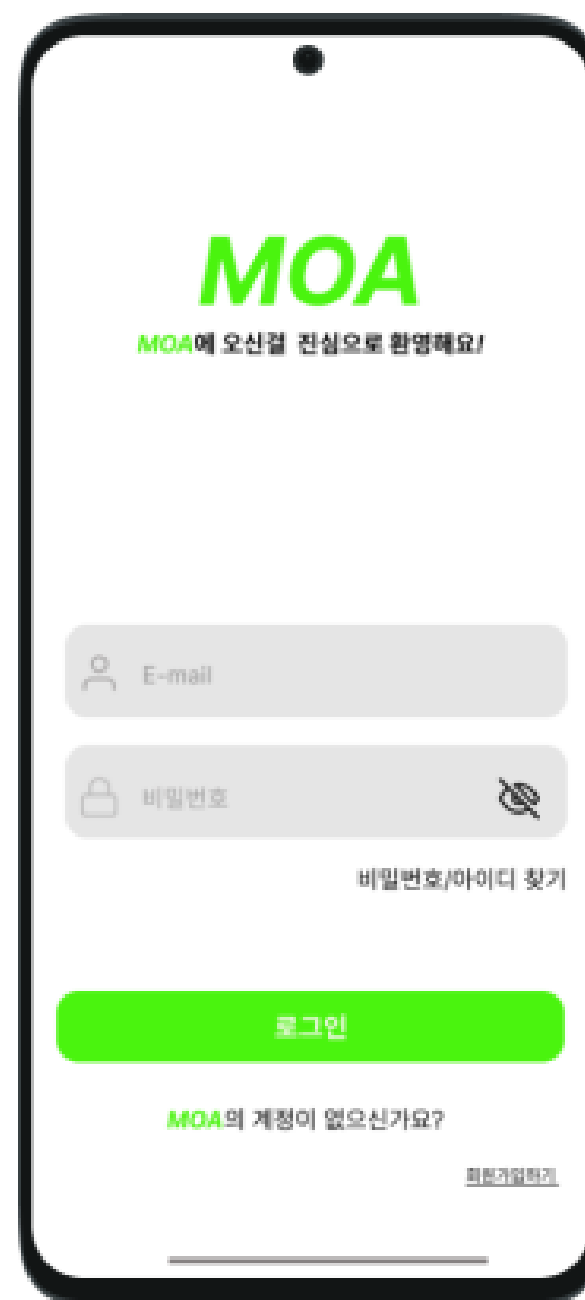 MOA
MOA에 오신걸 진심으로 환영해요!
E-mail
비밀번호
비밀번호/아이디 찾기
로그인
MOA의 계정이 없으신가요?
회원가입하기